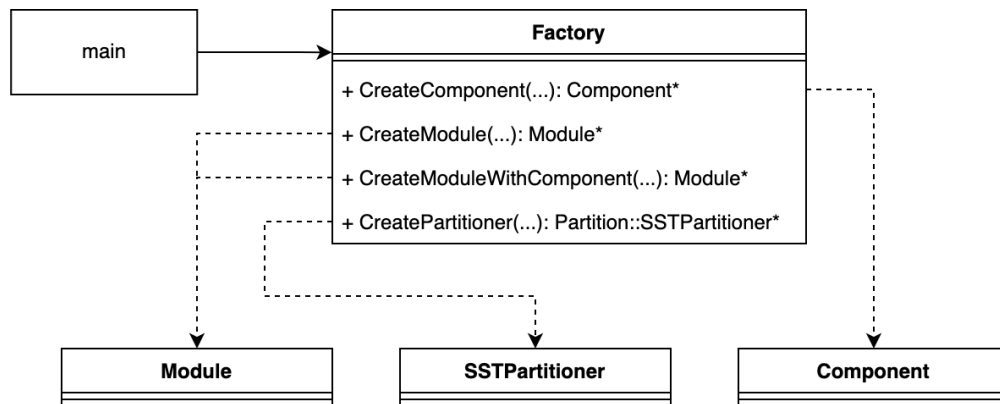 main
Factory
+ CreateComponent(...): Component*
+ CreateModule(...): Module*
+ CreateModuleWithComponent(...): Module*
+ CreatePartitioner(...): Partition::SSTPartitioner*
Module
SSTPartitioner
Component